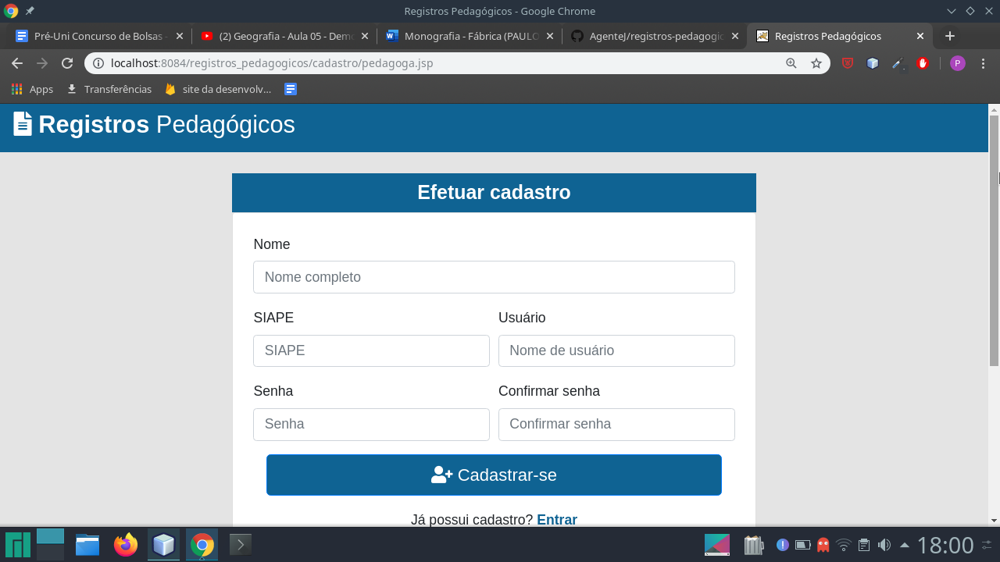 Registros Pedagógicos - Google Chrome
Pré-Uni Concurso de Bolsas -
(2) Geografia - Aula 05 - Demo
Monografia - Fábrica (PAULO
AgenteJ/registros-pedagogic
Registros Pedagógicos
localhost:8084/registros_pedagogicos/cadastro/pedagoga.jsp
P
Apps
Transferências
site da desenvolv...
Registros Pedagógicos
Efetuar cadastro
Nome
Nome completo
SIAPE
Usuário
SIAPE
Nome de usuário
Senha
Confirmar senha
Senha
Confirmar senha
Cadastrar-se
Já possui cadastro? Entrar
18:00